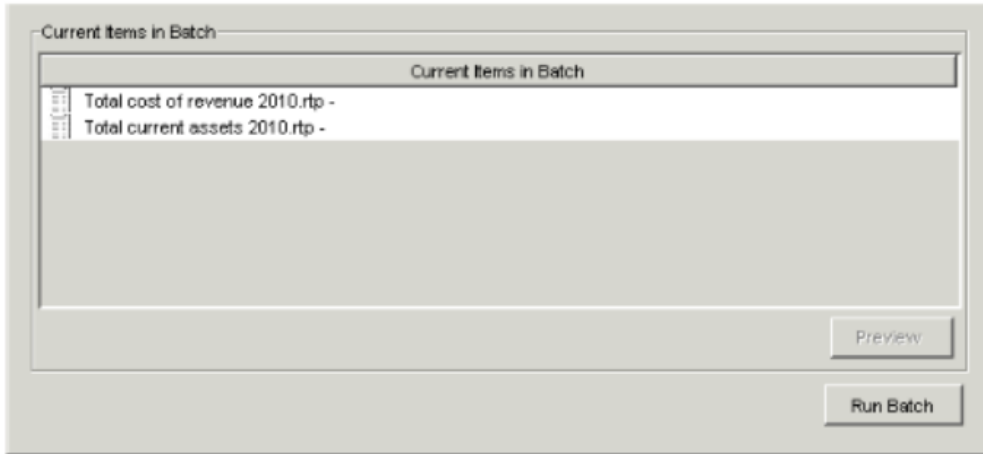 Current Items in Batch
Current Items in Batch
Total cost of revenue 2010.rtp -
Total current assets 2010.rtp -
Preview
Run Batch